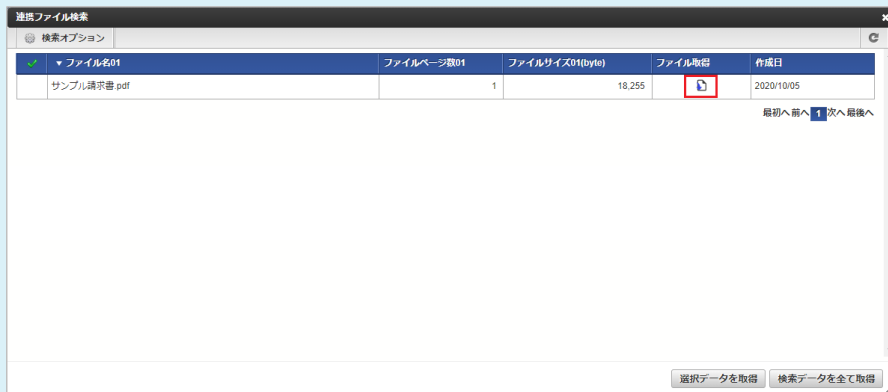 連携ファイル検索
検索オプション
▼ ファイル名01 ファイルページ数01 ファイルサイズ01(byte) ファイル取得 作成日
サンプル請求書.pdf 1 18,255 2020/10/05
最初へ 前へ 1 次へ 最後へ
選択データを取得 検索データを全て取得